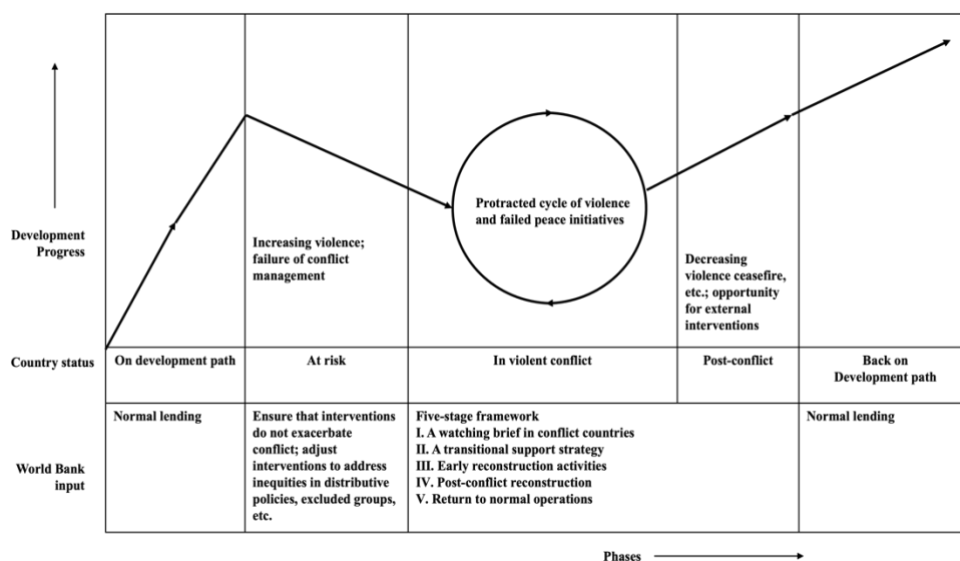 Development
Progress
Protracted cycle of violence
and failed peace initiatives
Increasing violence;
failure of conflict
management
Decreasing
violence ceasefire,
etc.; opportunity
for external
interventions
Country status
On development path
At risk
In violent conflict
Post-conflict
Back on
Development path
World Bank
input
Normal lending
Ensure that interventions
do not exacerbate
conflict; adjust
interventions to address
inequities in distributive
policies, excluded groups,
etc.
Five-stage framework
I. A watching brief in conflict countries
II. A transitional support strategy
III. Early reconstruction activities
IV. Post-conflict reconstruction
V. Return to normal operations
Normal lending
Phases